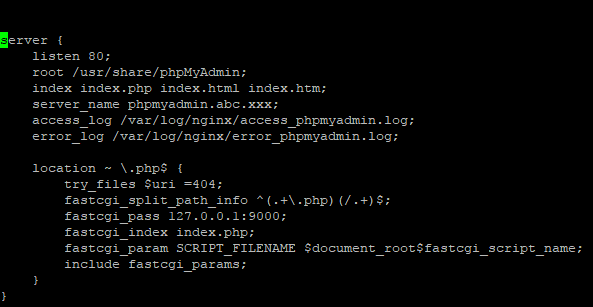 server {
    listen 80;
    root /usr/share/phpMyAdmin;
    index index.php index.html index.htm;
    server_name phpmyadmin.abc.xxx;
    access_log /var/log/nginx/access_phpmyadmin.log;
    error_log /var/log/nginx/error_phpmyadmin.log;
    location ~ \.php$ {
        try_files $uri =404;
        fastcgi_split_path_info ^(.+\.php)(/.+)$;
        fastcgi_pass 127.0.0.1:9000;
        fastcgi_index index.php;
        fastcgi_param SCRIPT_FILENAME $document_root$fastcgi_script_name;
        include fastcgi_params;
    }
}